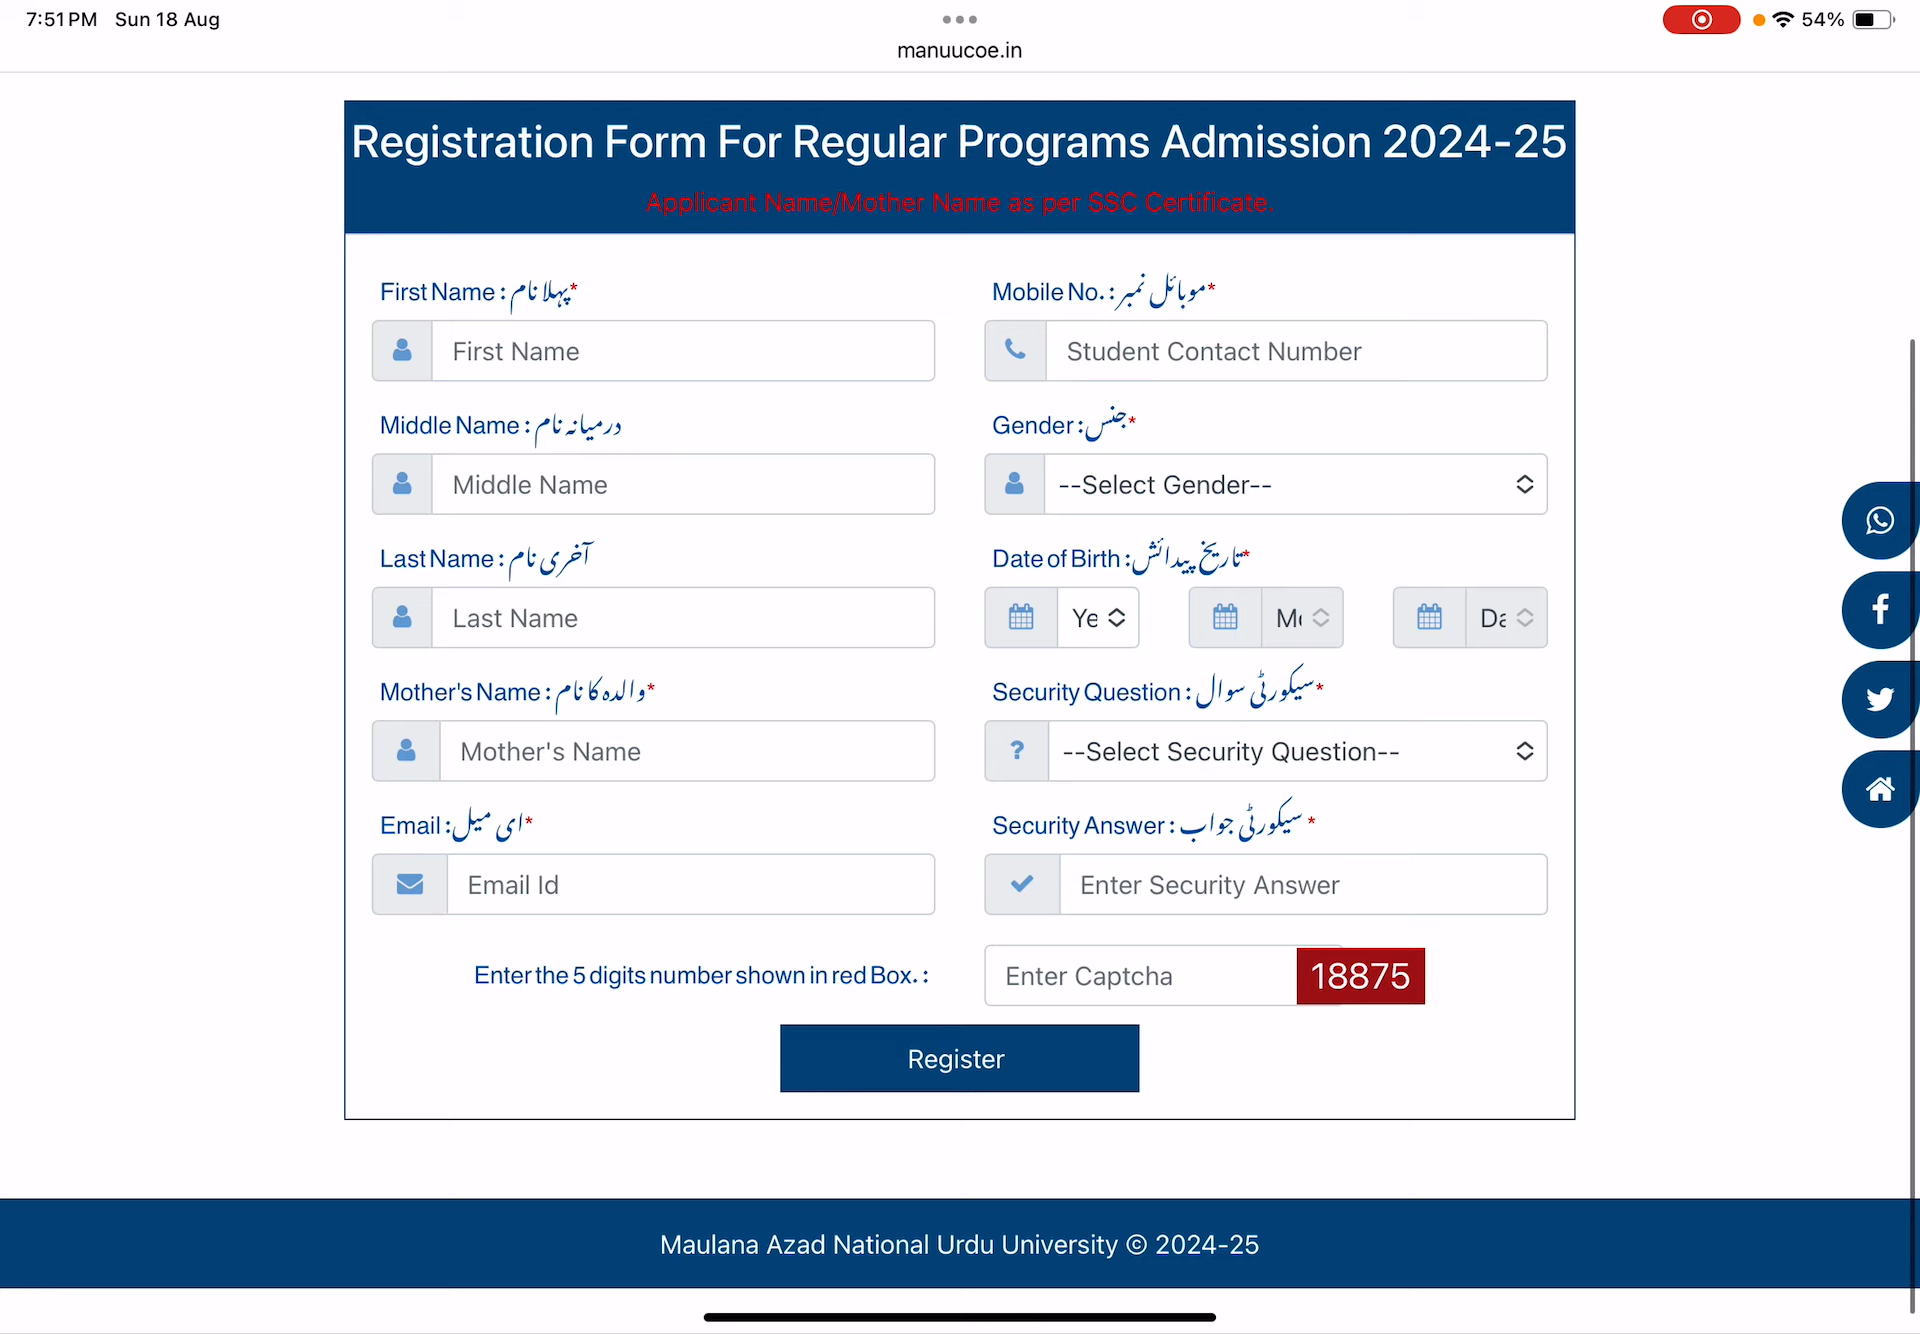 7:51 PM Sun 18 Aug
54%
manuucoe.in
Registration Form For Regular Programs Admission 2024-25
Applicant Name/Mother Name as per SSC Certificate.
First Name : پہلا نام*
First Name
Mobile No. : موبائل نمبر*
Student Contact Number
Middle Name : درمیانہ نام
Middle Name
Gender : جنس*
--Select Gender--
Last Name : آخری نام
Last Name
Date of Birth : تاریخ پیدائش*
Ye
Mo
Da
Mother's Name : والدہ کا نام*
Mother's Name
Security Question : سیکورٹی سوال*
--Select Security Question--
Email : ای میل*
Email Id
Security Answer : سیکورٹی جواب *
Enter Security Answer
Enter the 5 digits number shown in red Box. :
Enter Captcha
18875
Register
Maulana Azad National Urdu University © 2024-25